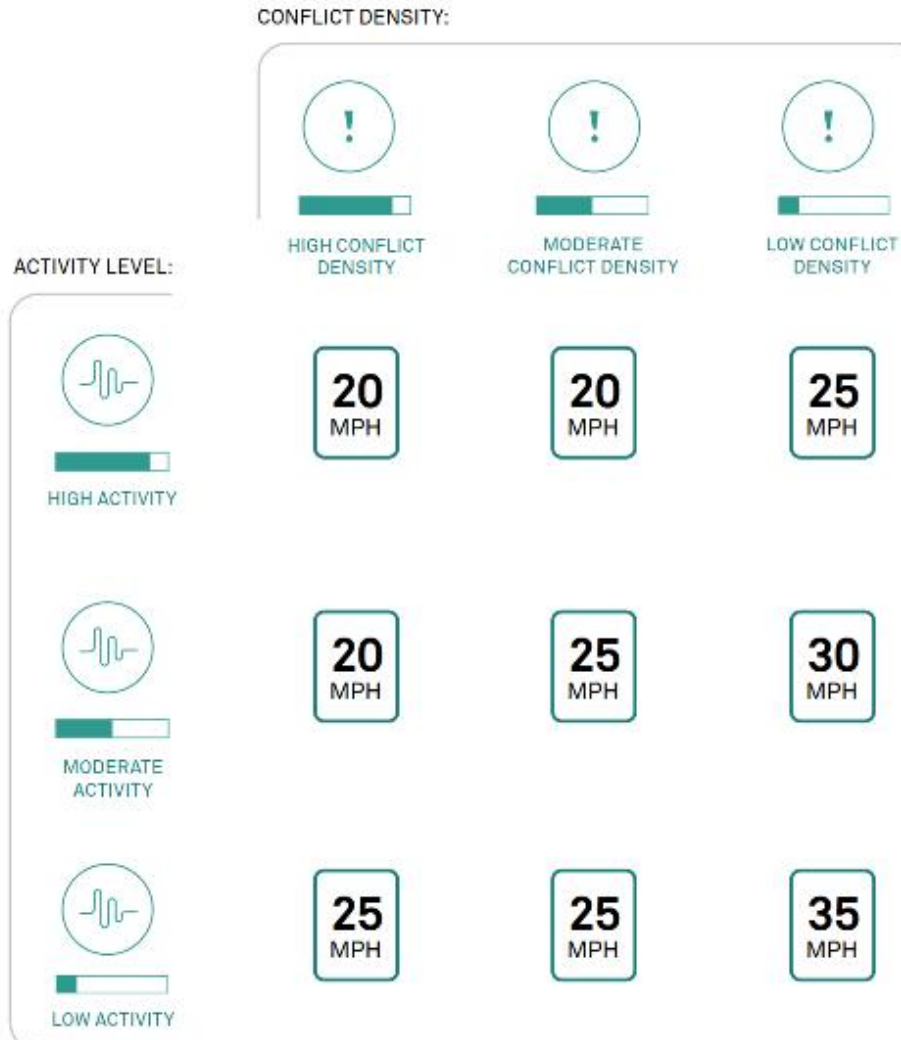 CONFLICT DENSITY:
HIGH CONFLICT
DENSITY
MODERATE
CONFLICT DENSITY
LOW CONFLICT
DENSITY
ACTIVITY LEVEL:
HIGH ACTIVITY
20
MPH
20
MPH
25
MPH
MODERATE
ACTIVITY
20
MPH
25
MPH
30
MPH
LOW ACTIVITY
25
MPH
25
MPH
35
MPH